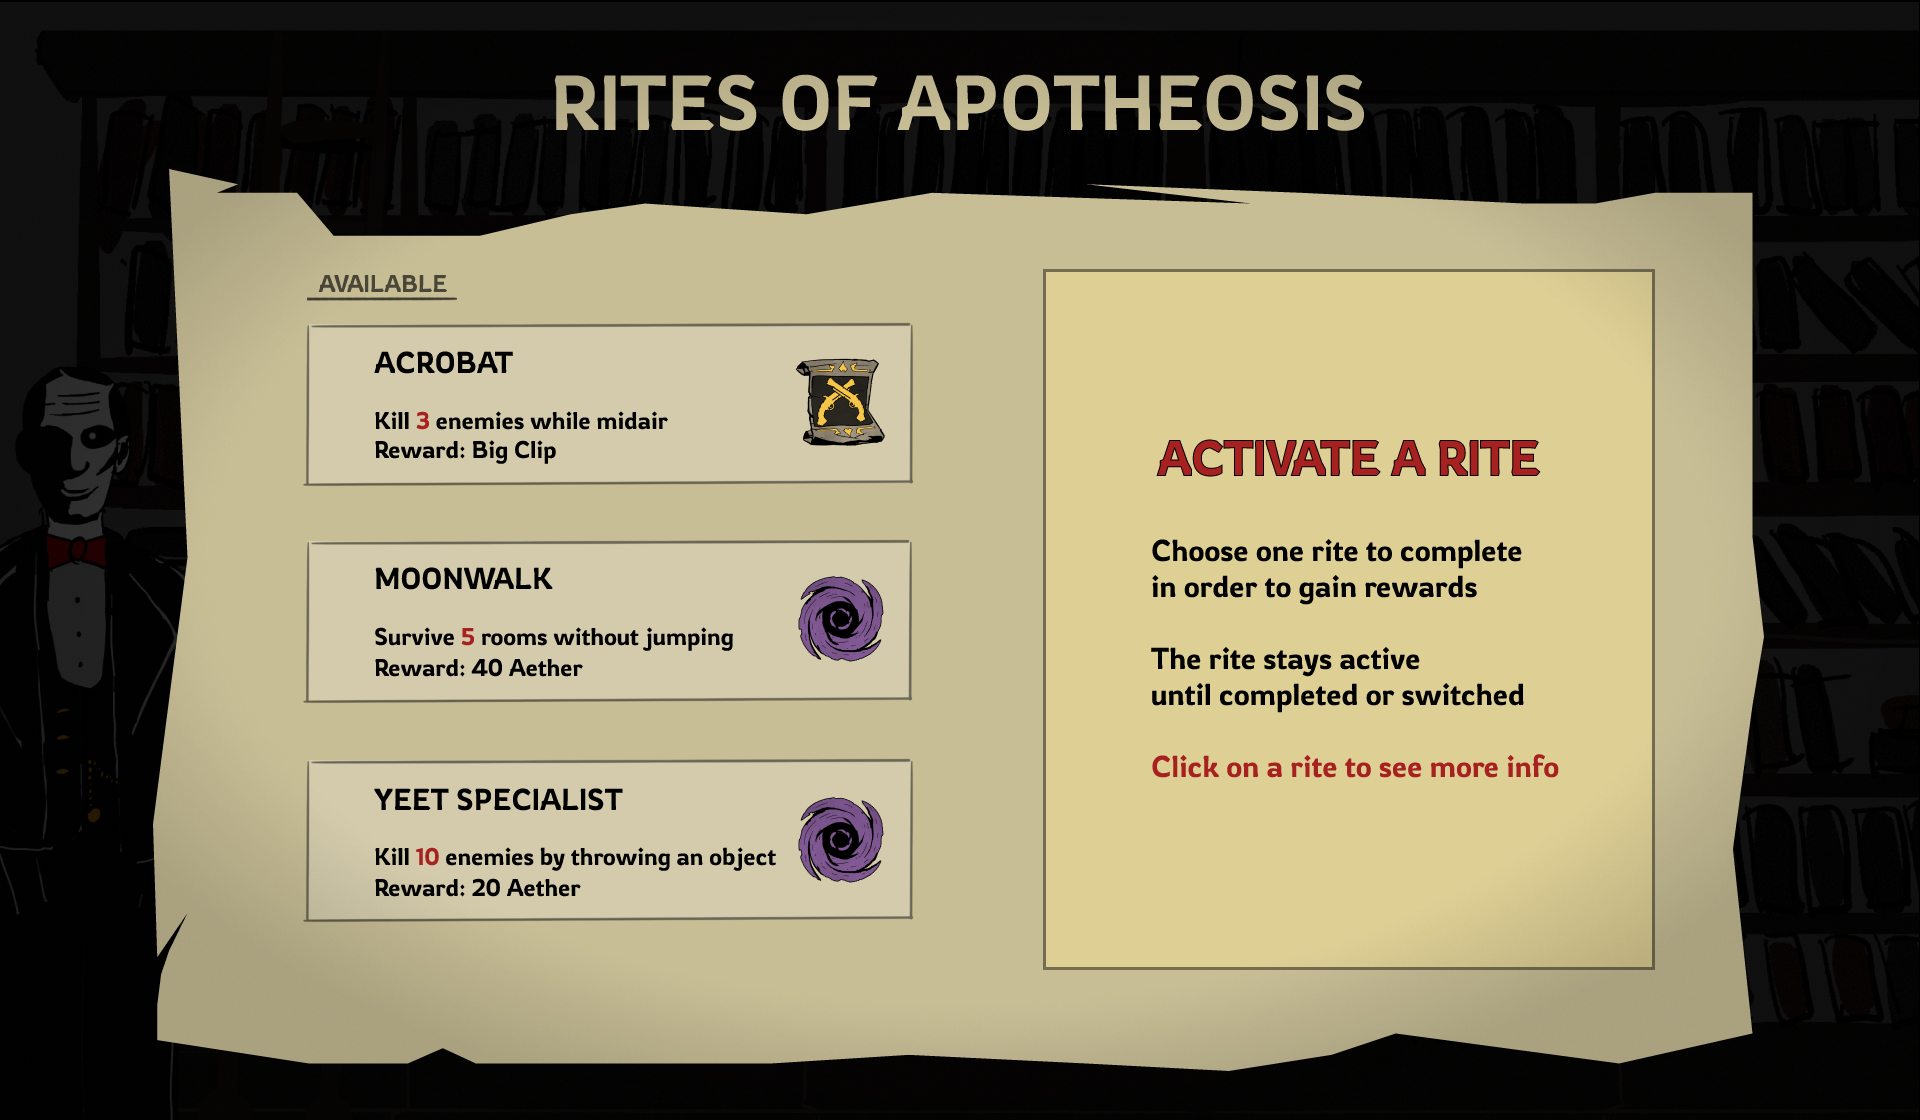 RITES OF APOTHEOSIS
AVAILABLE
ACROBAT
Kill 3 enemies while midair
Reward: Big Clip
MOONWALK
Survive 5 rooms without jumping
Reward: 40 Aether
YEET SPECIALIST
Kill 10 enemies by throwing an object
Reward: 20 Aether
ACTIVATE A RITE
Choose one rite to complete
in order to gain rewards
The rite stays active
until completed or switched
Click on a rite to see more info